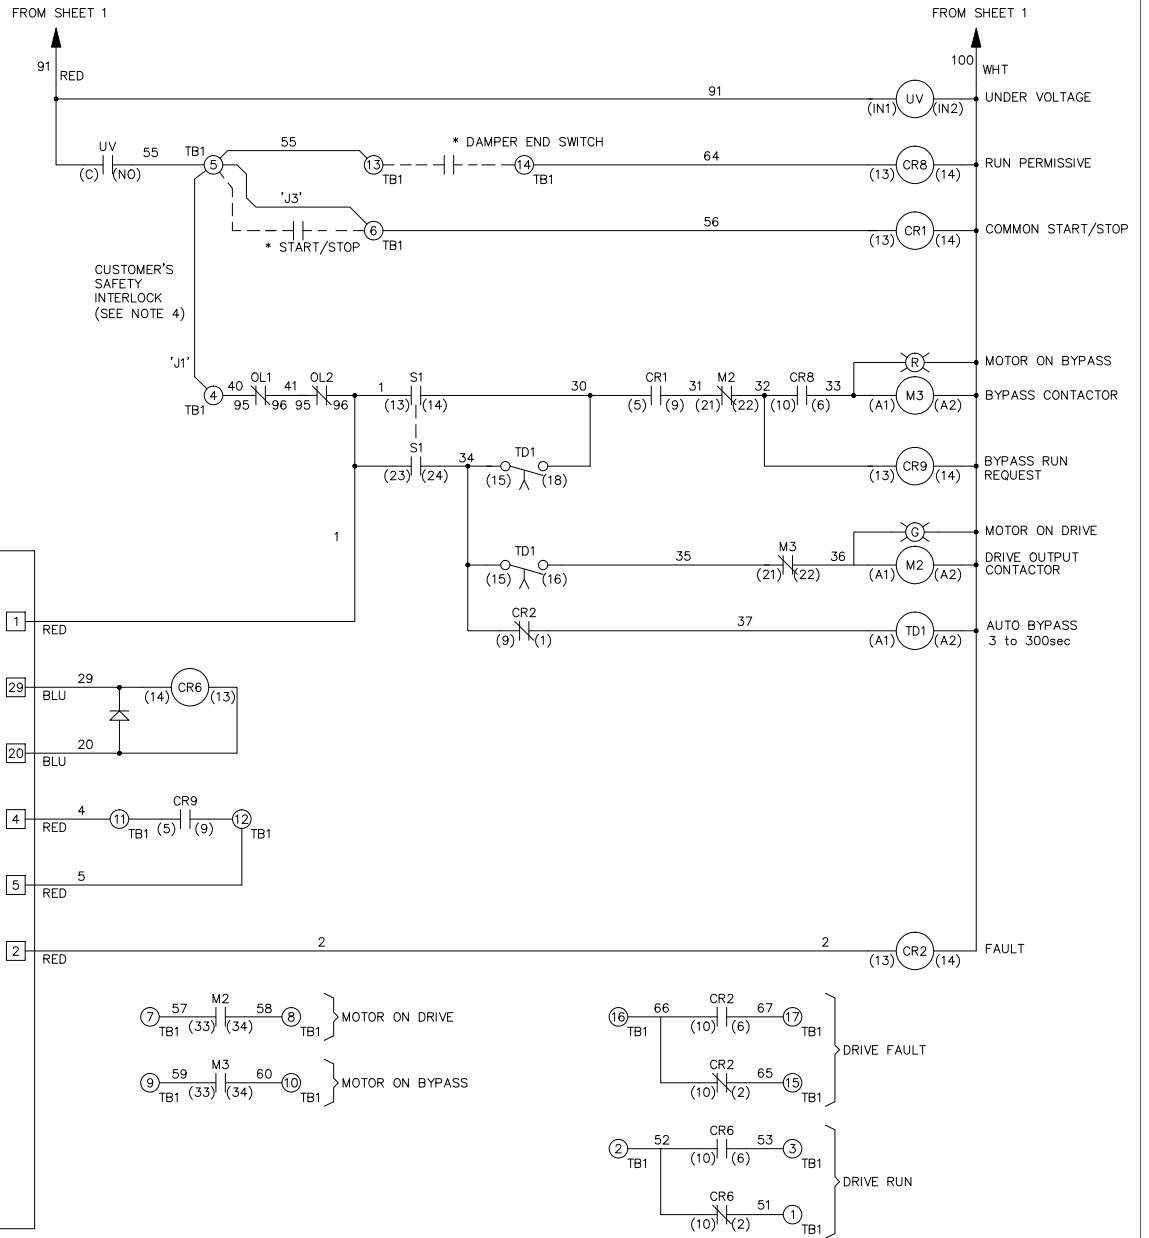 FROM SHEET 1
FROM SHEET 1
91
RED
100
WHT
91
UV
(IN1)
(IN2)
UNDER VOLTAGE
UV
(C)
(NO)
55
TB1
5
55
13
TB1
* DAMPER END SWITCH
14
TB1
64
CR8
(13)
(14)
RUN PERMISSIVE
'J3'
* START/STOP
6
TB1
56
CR1
(13)
(14)
COMMON START/STOP
CUSTOMER'S
SAFETY
INTERLOCK
(SEE NOTE 4)
'J1'
4
TB1
40
OL1
95
96
41
OL2
95
96
1
S1
(13)
(14)
30
CR1
(5)
(9)
31
M2
(21)
(22)
32
CR8
(10)
(6)
33
R
MOTOR ON BYPASS
M3
(A1)
(A2)
BYPASS CONTACTOR
S1
(23)
(24)
34
TD1
(15)
(18)
CR9
(13)
(14)
BYPASS RUN
REQUEST
1
G
MOTOR ON DRIVE
TD1
(15)
(16)
35
M3
(21)
(22)
36
M2
(A1)
(A2)
DRIVE OUTPUT
CONTACTOR
CR2
(9)
(1)
37
TD1
(A1)
(A2)
AUTO BYPASS
3 to 300sec
1
RED
29
BLU
29
CR6
(14)
(13)
20
BLU
20
4
RED
4
11
TB1
CR9
(5)
(9)
12
TB1
5
RED
5
2
RED
2
2
CR2
(13)
(14)
FAULT
7
TB1
57
M2
(33)
(34)
58
8
TB1
MOTOR ON DRIVE
9
TB1
59
M3
(33)
(34)
60
10
TB1
MOTOR ON BYPASS
16
TB1
66
CR2
(10)
(6)
67
17
TB1
CR2
(10)
(2)
65
15
TB1
DRIVE FAULT
2
TB1
52
CR6
(10)
(6)
53
3
TB1
CR6
(10)
(2)
51
1
TB1
DRIVE RUN